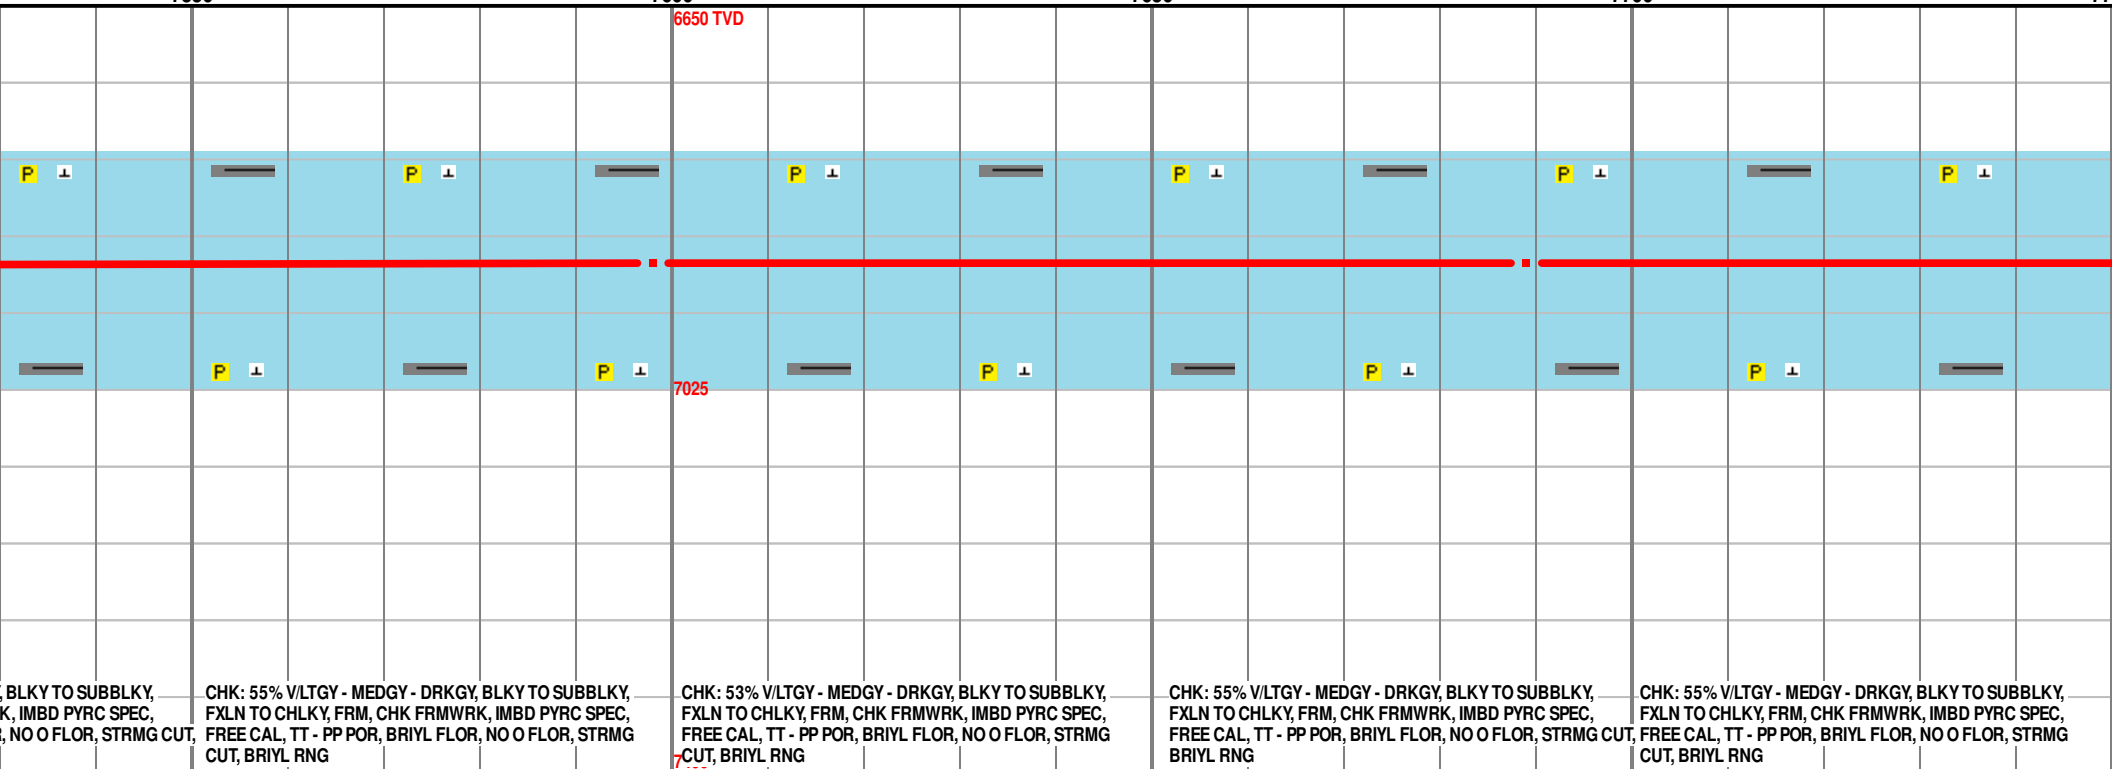 6650 TVD
P ⊥ P ⊥ P ⊥ P ⊥ P ⊥ P ⊥
P ⊥ P ⊥ P ⊥ P ⊥ P ⊥
7025
, BLKY TO SUBBLKY,
K, IMBD PYRC SPEC,
, NO O FLOR, STRMG CUT,
CHK: 55% V/LTGY - MEDGY - DRKGY, BLKY TO SUBBLKY,
FXLN TO CHLKY, FRM, CHK FRMWRK, IMBD PYRC SPEC,
FREE CAL, TT - PP POR, BRIYL FLOR, NO O FLOR, STRMG
CUT, BRIYL RNG
CHK: 53% V/LTGY - MEDGY - DRKGY, BLKY TO SUBBLKY,
FXLN TO CHLKY, FRM, CHK FRMWRK, IMBD PYRC SPEC,
FREE CAL, TT - PP POR, BRIYL FLOR, NO O FLOR, STRMG
CUT, BRIYL RNG
CHK: 55% V/LTGY - MEDGY - DRKGY, BLKY TO SUBBLKY,
FXLN TO CHLKY, FRM, CHK FRMWRK, IMBD PYRC SPEC,
FREE CAL, TT - PP POR, BRIYL FLOR, NO O FLOR, STRMG CUT,
BRIYL RNG
CHK: 55% V/LTGY - MEDGY - DRKGY, BLKY TO SUBBLKY,
FXLN TO CHLKY, FRM, CHK FRMWRK, IMBD PYRC SPEC,
FREE CAL, TT - PP POR, BRIYL FLOR, NO O FLOR, STRMG
CUT, BRIYL RNG